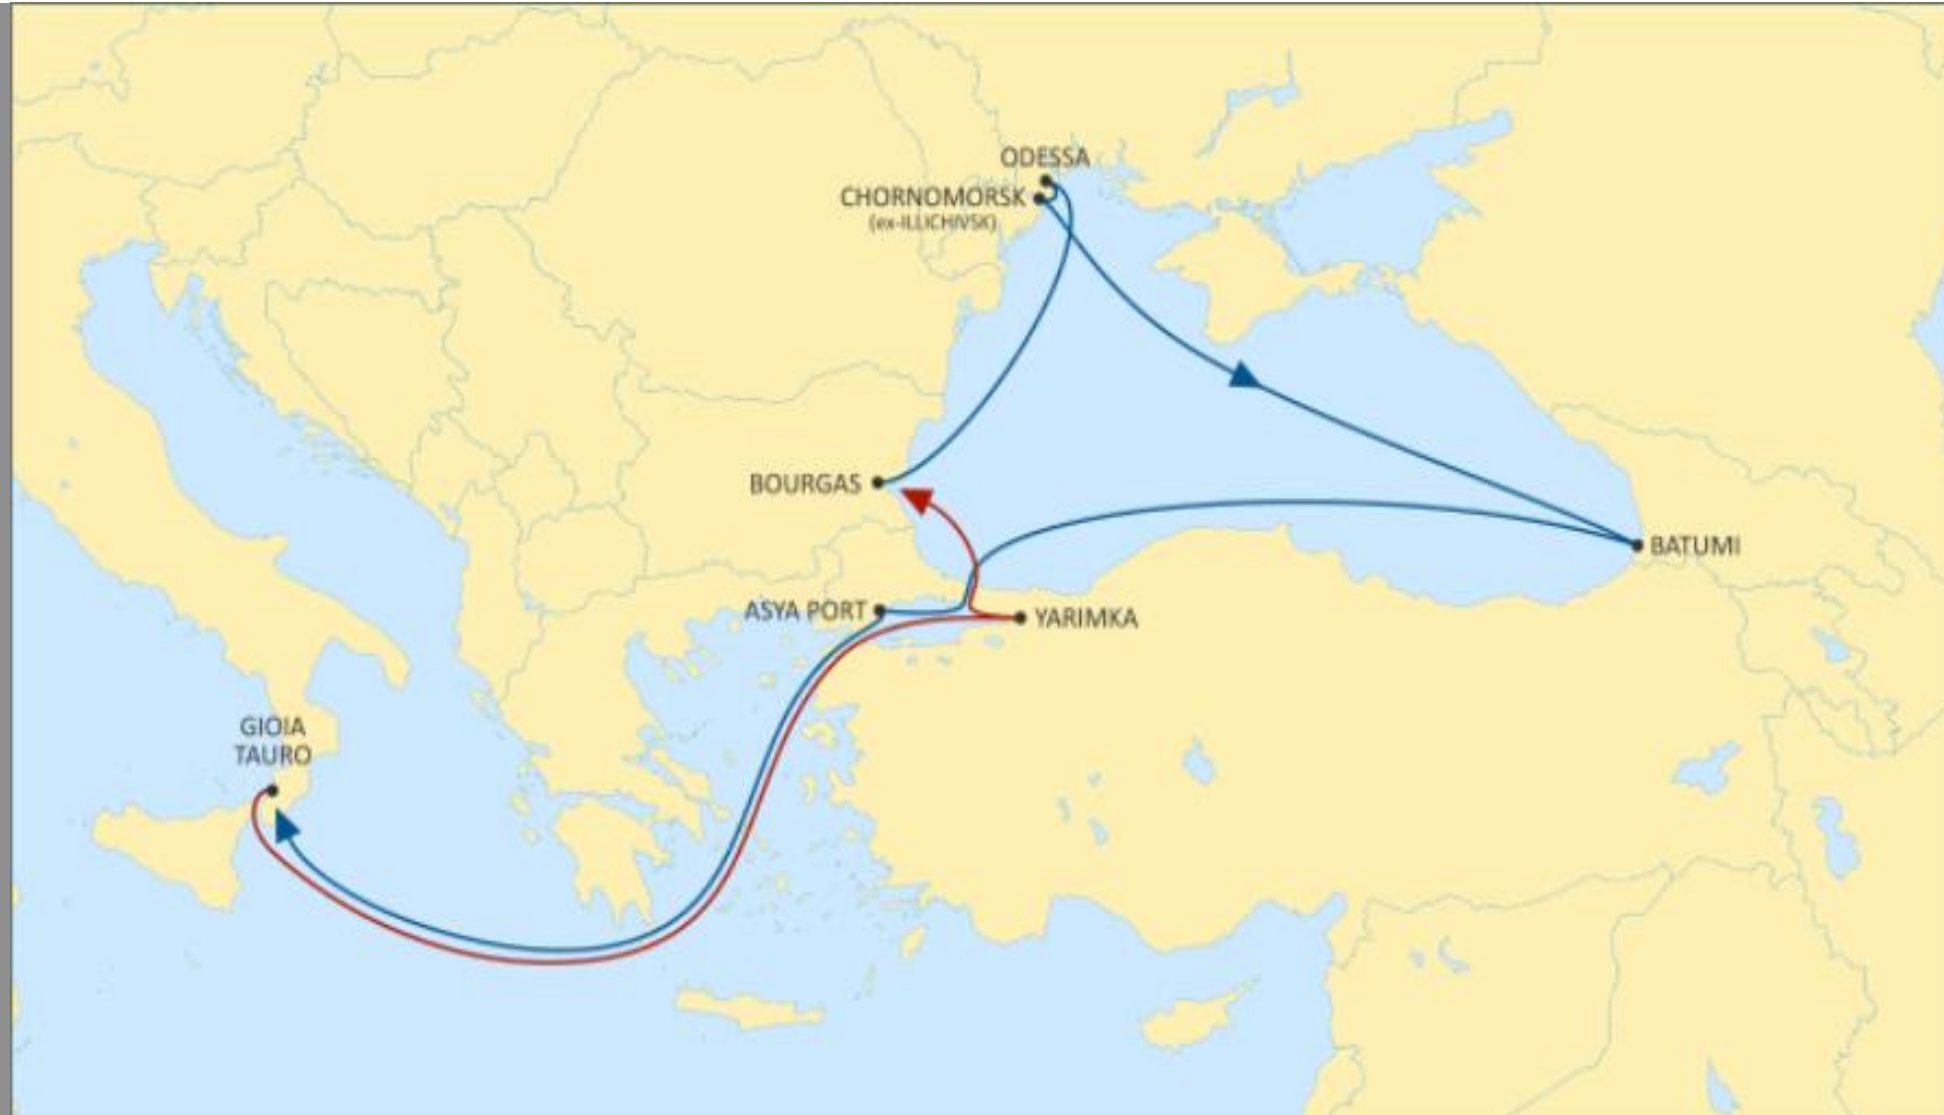 ODESSA
CHORNOMORSK
(ex-ILLICHIVSK)
BOURGAS
BATUMI
ASYA PORT
YARIMKA
GIOIA
TAURO